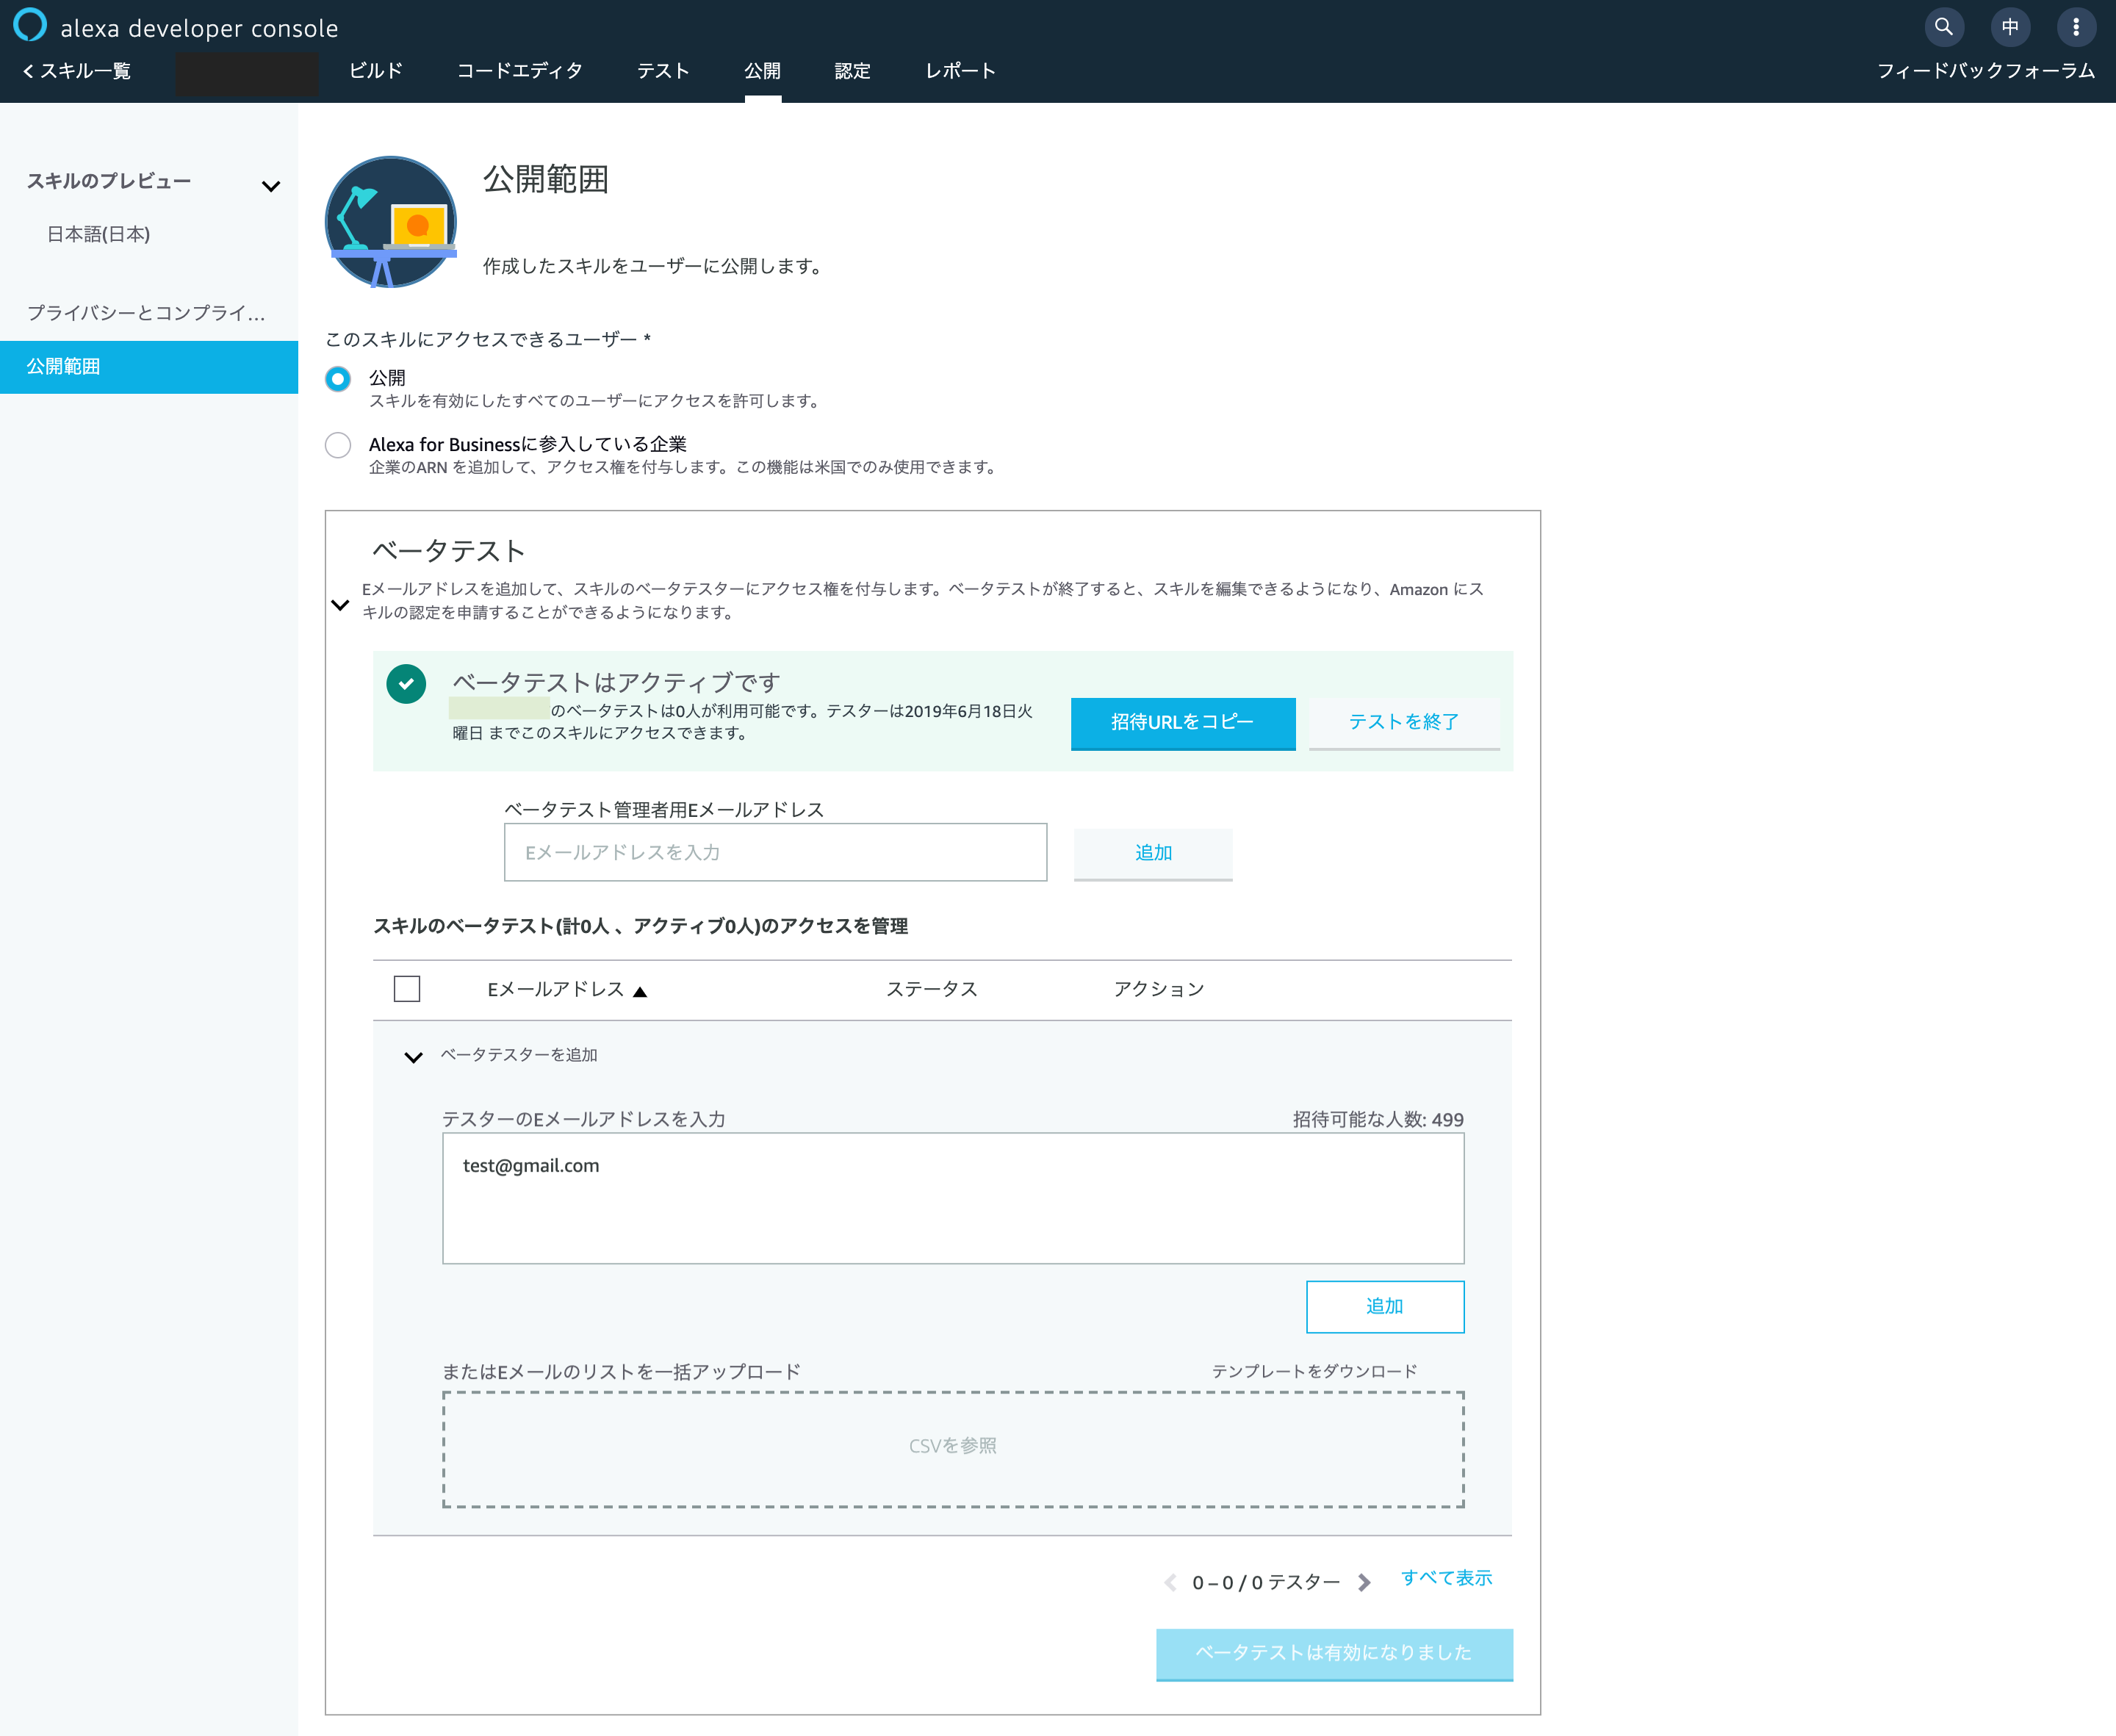 alexa developer console
中
スキル一覧
ビルド
コードエディタ
テスト
公開
認定
レポート
フィードバックフォーラム
スキルのプレビュー
日本語(日本)
プライバシーとコンプライ...
公開範囲
公開範囲
作成したスキルをユーザーに公開します。
このスキルにアクセスできるユーザー *
公開
スキルを有効にしたすべてのユーザーにアクセスを許可します。
Alexa for Businessに参入している企業
企業のARN を追加して、アクセス権を付与します。この機能は米国でのみ使用できます。
ベータテスト
Eメールアドレスを追加して、スキルのベータテスターにアクセス権を付与します。ベータテストが終了すると、スキルを編集できるようになり、Amazon にス
キルの認定を申請することができるようになります。
ベータテストはアクティブです
のベータテストは0人が利用可能です。テスターは2019年6月18日火
曜日 までこのスキルにアクセスできます。
招待URLをコピー
テストを終了
ベータテスト管理者用Eメールアドレス
Eメールアドレスを入力
追加
スキルのベータテスト(計0人 、アクティブ0人)のアクセスを管理
Eメールアドレス ▲
ステータス
アクション
ベータテスターを追加
テスターのEメールアドレスを入力
招待可能な人数: 499
test@gmail.com
追加
またはEメールのリストを一括アップロード
テンプレートをダウンロード
CSVを参照
0 – 0 / 0 テスター
すべて表示
ベータテストは有効になりました